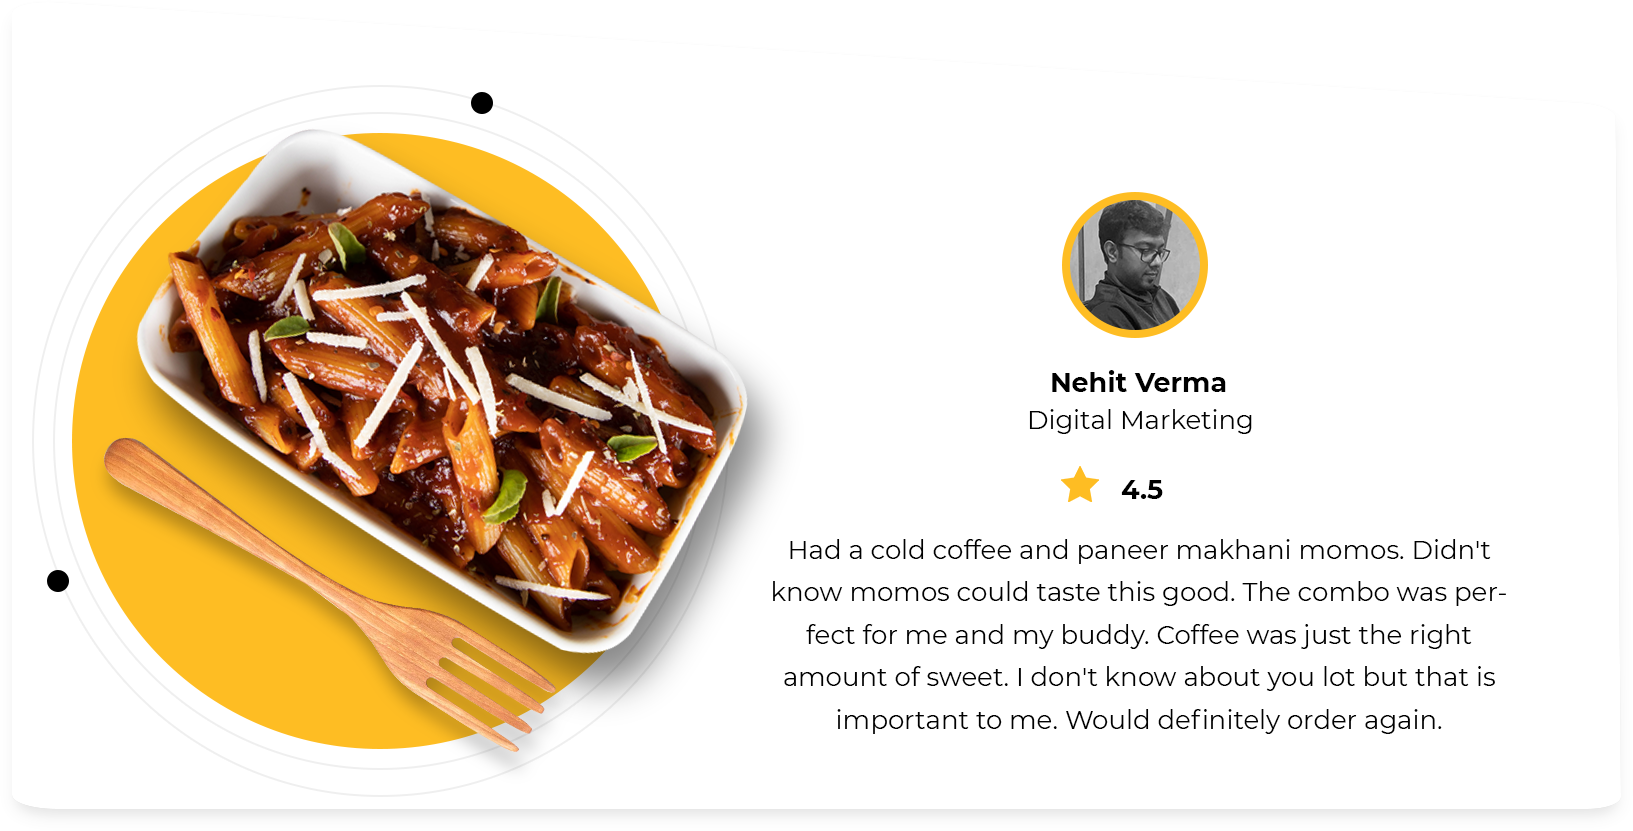 Nehit Verma
Digital Marketing
4.5
Had a cold coffee and paneer makhani momos. Didn't
know momos could taste this good. The combo was per-
fect for me and my buddy. Coffee was just the right
amount of sweet. I don't know about you lot but that is
important to me. Would definitely order again.